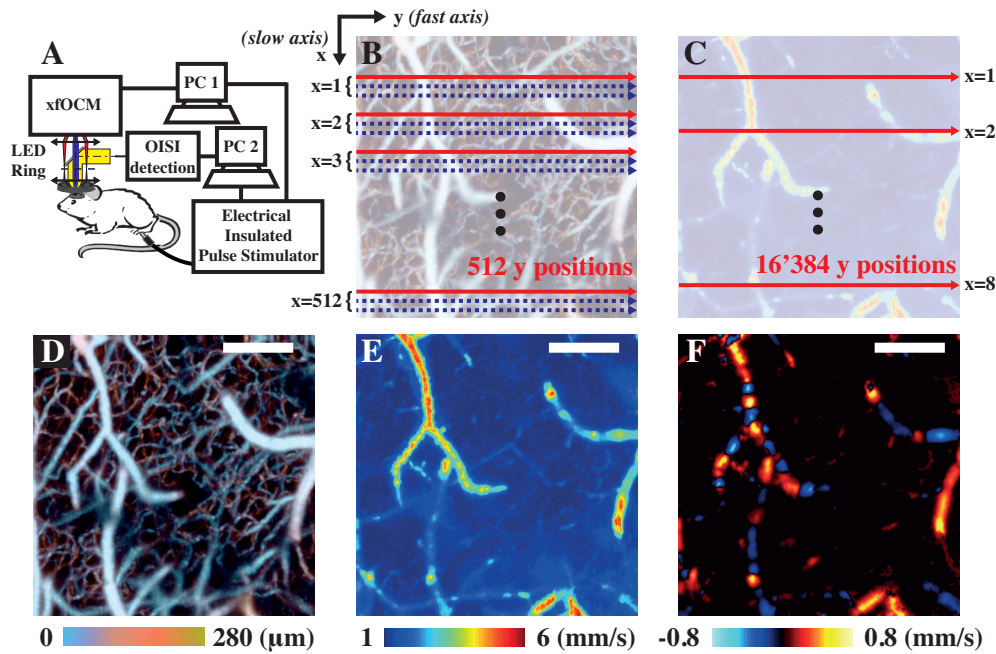 A
PC 1
xfOCM
LED
Ring
OISI
detection
PC 2
Electrical
Insulated
Pulse Stimulator
y (fast axis)
(slow axis)
x
B
x=1 {
x=2 {
x=3 {
512 y positions
x=512 {
C
x=1
x=2
16'384 y positions
x=8
D
E
F
0 280 (µm)
1 6 (mm/s)
-0.8 0.8 (mm/s)